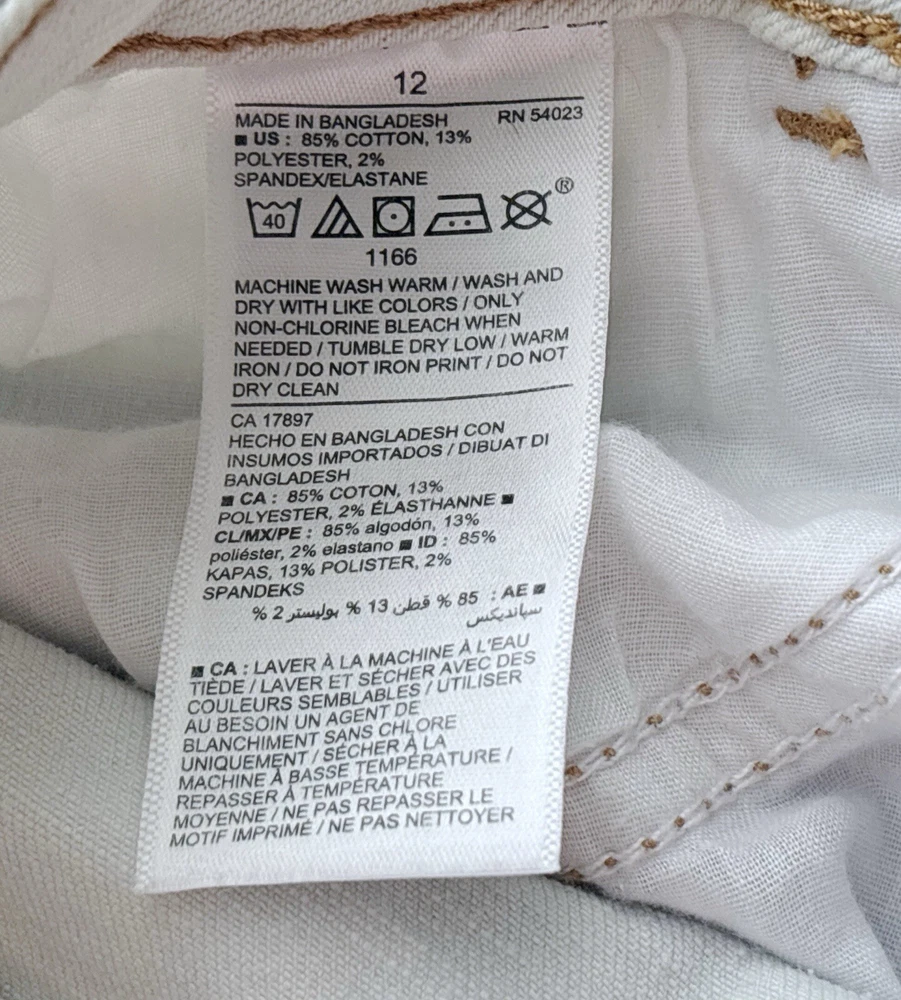 12
MADE IN BANGLADESH RN 54023
■ US : 85% COTTON, 13%
POLYESTER, 2%
SPANDEX/ELASTANE
40 ®
1166
MACHINE WASH WARM / WASH AND
DRY WITH LIKE COLORS / ONLY
NON-CHLORINE BLEACH WHEN
NEEDED / TUMBLE DRY LOW / WARM
IRON / DO NOT IRON PRINT / DO NOT
DRY CLEAN
CA 17897
HECHO EN BANGLADESH CON
INSUMOS IMPORTADOS / DIBUAT DI
BANGLADESH
■ CA : 85% COTON, 13%
POLYESTER, 2% ÉLASTHANNE ■
CL/MX/PE : 85% algodón, 13%
poliéster, 2% elastano ■ ID : 85%
KAPAS, 13% POLISTER, 2%
SPANDEKS
■ AE : 85 % قطن 13 % بوليستر 2 %
سبانديكس
■ CA : LAVER À LA MACHINE À L'EAU
TIÈDE / LAVER ET SÉCHER AVEC DES
COULEURS SEMBLABLES / UTILISER
AU BESOIN UN AGENT DE
BLANCHIMENT SANS CHLORE
UNIQUEMENT / SÉCHER À LA
MACHINE À BASSE TEMPÉRATURE /
REPASSER À TEMPÉRATURE
MOYENNE / NE PAS REPASSER LE
MOTIF IMPRIMÉ / NE PAS NETTOYER